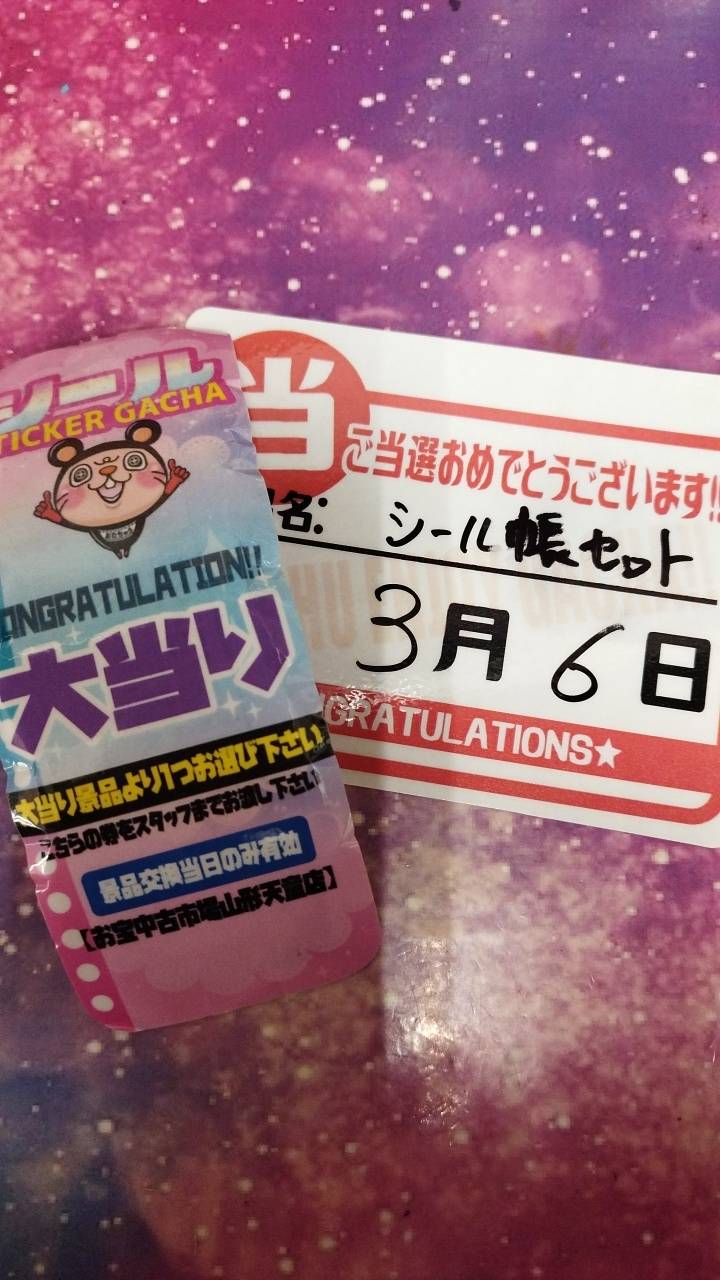 シール
TICKER GACHA
ONGRATULATION!!
大当り
大当り景品より1つお選び下さい
こちらの券をスタッフまでお渡し下さい
景品交換当日のみ有効
【お宝中古市場山形天童店】
当
ご当選おめでとうございます!!
名: シール帳セット
3月6日
GRATULATIONS★